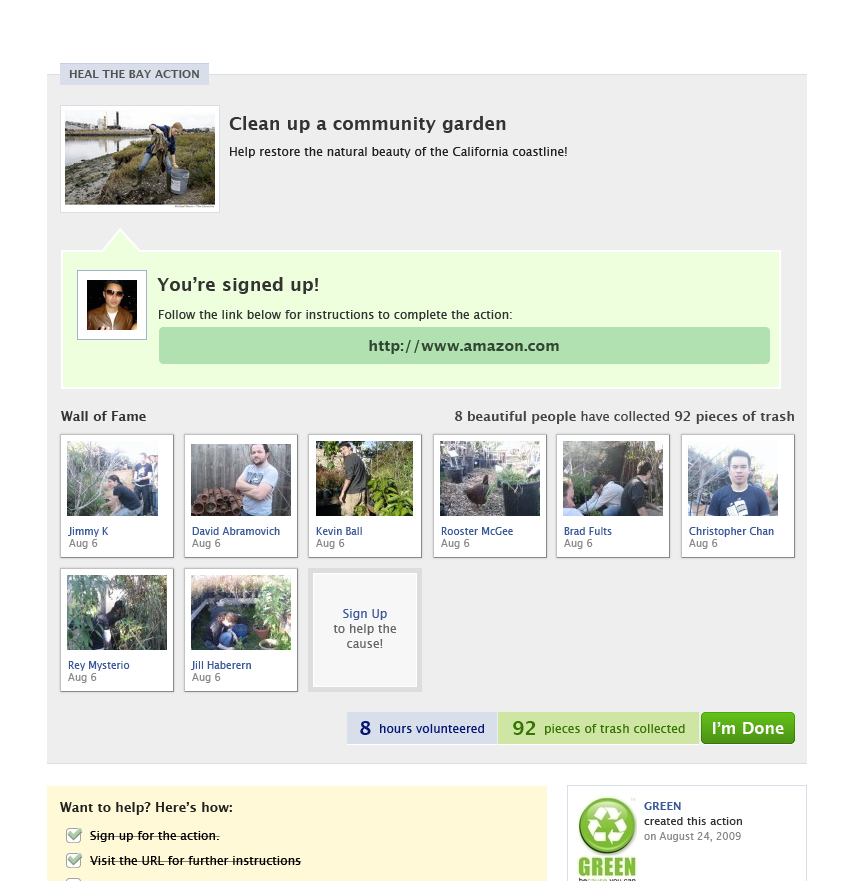 HEAL THE BAY ACTION
Clean up a community garden
Help restore the natural beauty of the California coastline!
You're signed up!
Follow the link below for instructions to complete the action:
http://www.amazon.com
Wall of Fame
8 beautiful people have collected 92 pieces of trash
Jimmy K
Aug 6
David Abramovich
Aug 6
Kevin Ball
Aug 6
Rooster McGee
Aug 6
Brad Fults
Aug 6
Christopher Chan
Aug 6
Rey Mysterio
Aug 6
Jill Haberern
Aug 6
Sign Up
to help the
cause!
8 hours volunteered
92 pieces of trash collected
I'm Done
Want to help? Here's how:
Sign up for the action.
Visit the URL for further instructions
GREEN
created this action
on August 24, 2009
GREEN
because you can